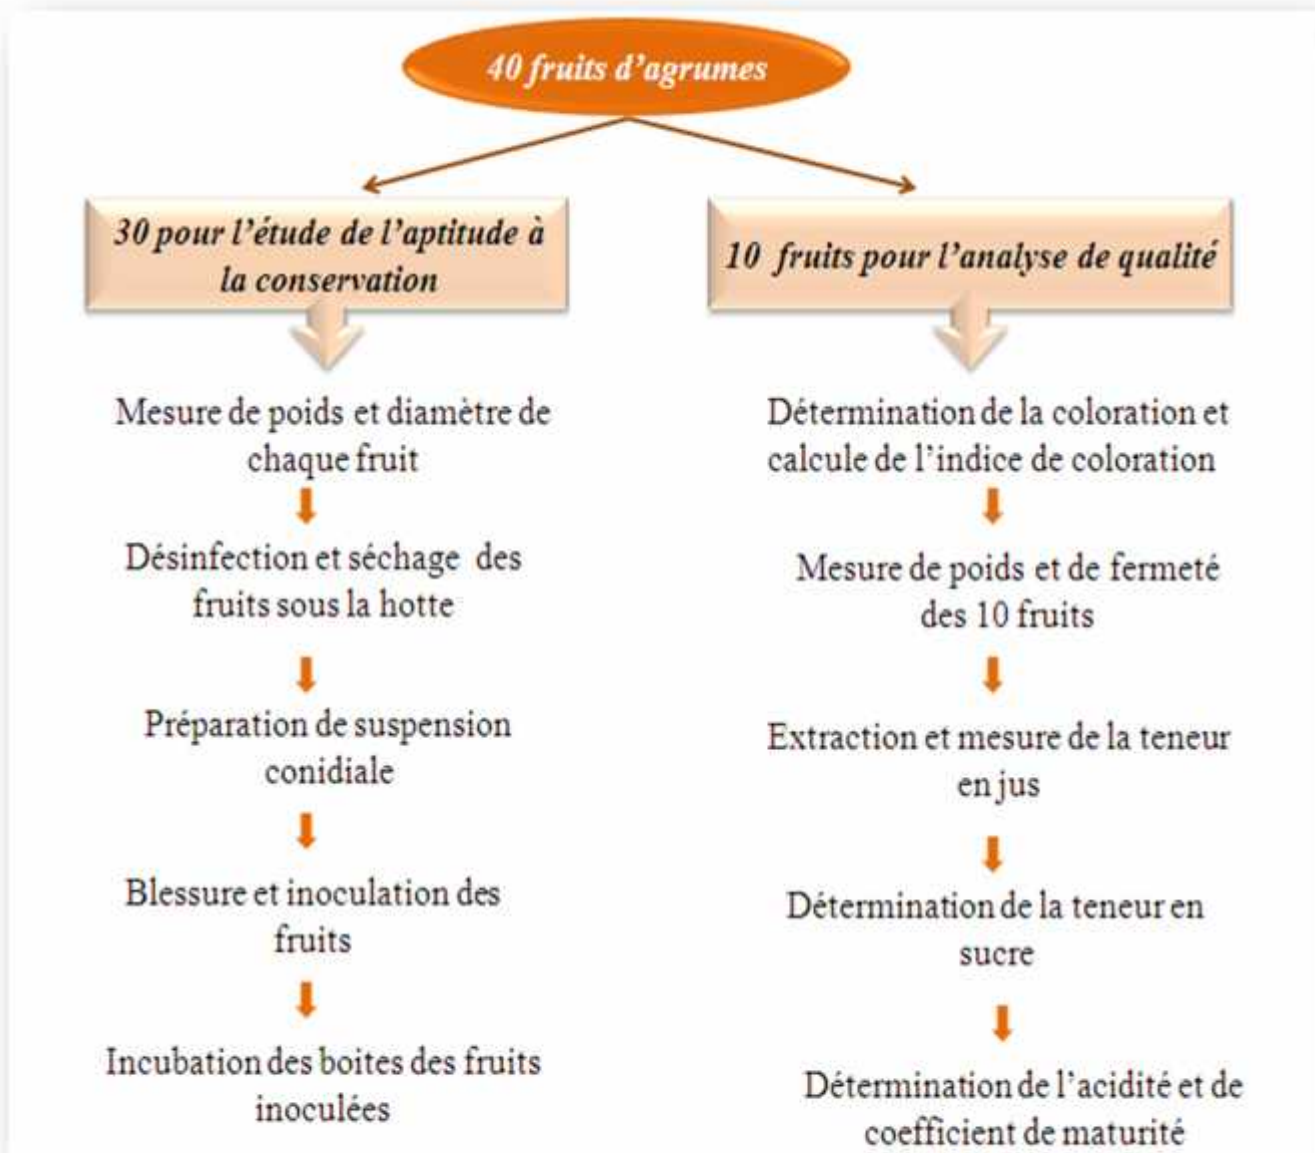 40 fruits d’agrumes
30 pour l’étude de l’aptitude à
la conservation
10 fruits pour l’analyse de qualité
Mesure de poids et diamètre de
chaque fruit
Désinfection et séchage des
fruits sous la hotte
Préparation de suspension
conidiale
Blessure et inoculation des
fruits
Incubation des boites des fruits
inoculées
Détermination de la coloration et
calcule de l’indice de coloration
Mesure de poids et de fermeté
des 10 fruits
Extraction et mesure de la teneur
en jus
Détermination de la teneur en
sucre
Détermination de l’acidité et de
coefficient de maturité